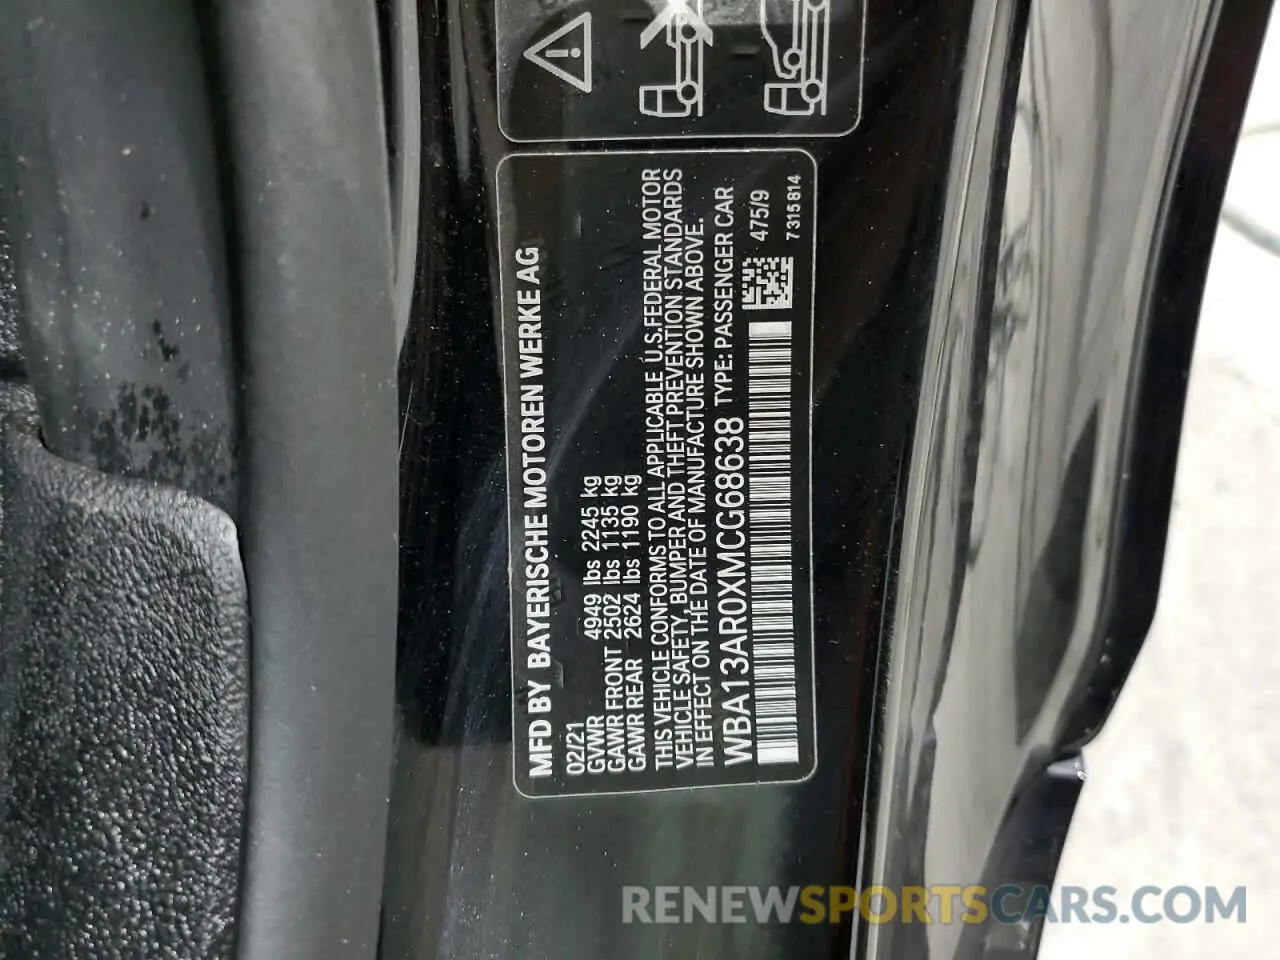 MFD BY BAYERISCHE MOTOREN WERKE AG
02/21
GVWR 4949 lbs 2245 kg
GAWR FRONT 2502 lbs 1135 kg
GAWR REAR 2624 lbs 1190 kg
THIS VEHICLE CONFORMS TO ALL APPLICABLE U.S.FEDERAL MOTOR
VEHICLE SAFETY, BUMPER AND THEFT PREVENTION STANDARDS
IN EFFECT ON THE DATE OF MANUFACTURE SHOWN ABOVE.
WBA13AR0XMCG68638 TYPE: PASSENGER CAR
475/9
7315814
RENEWSPORTSCARS.COM